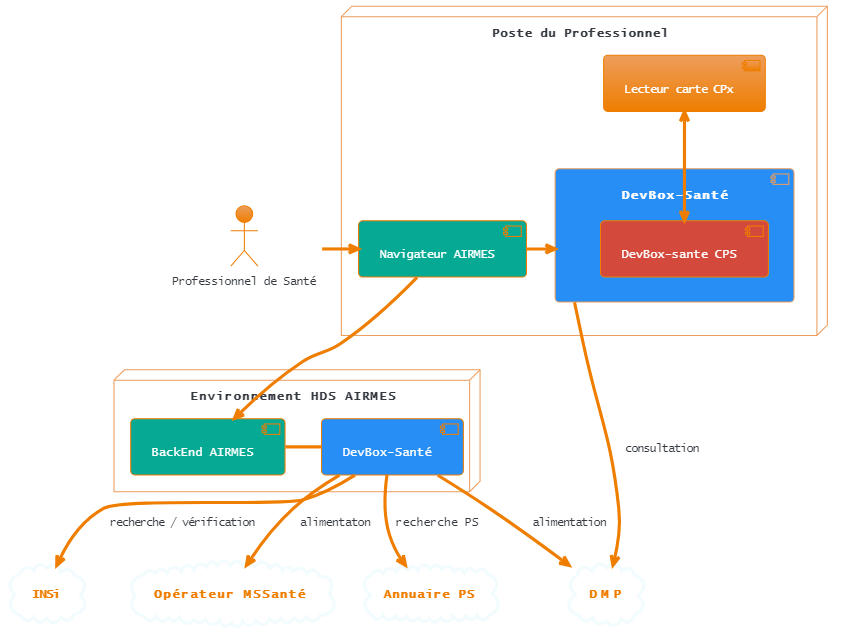 Poste du Professionnel
Lecteur carte CPx
DevBox-Santé
Navigateur AIRMES
DevBox-sante CPS
Professionnel de Santé
Environnement HDS AIRMES
BackEnd AIRMES
DevBox-Santé
consultation
recherche / vérification
alimentaton
recherche PS
alimentation
INSi
Opérateur MSSanté
Annuaire PS
DMP